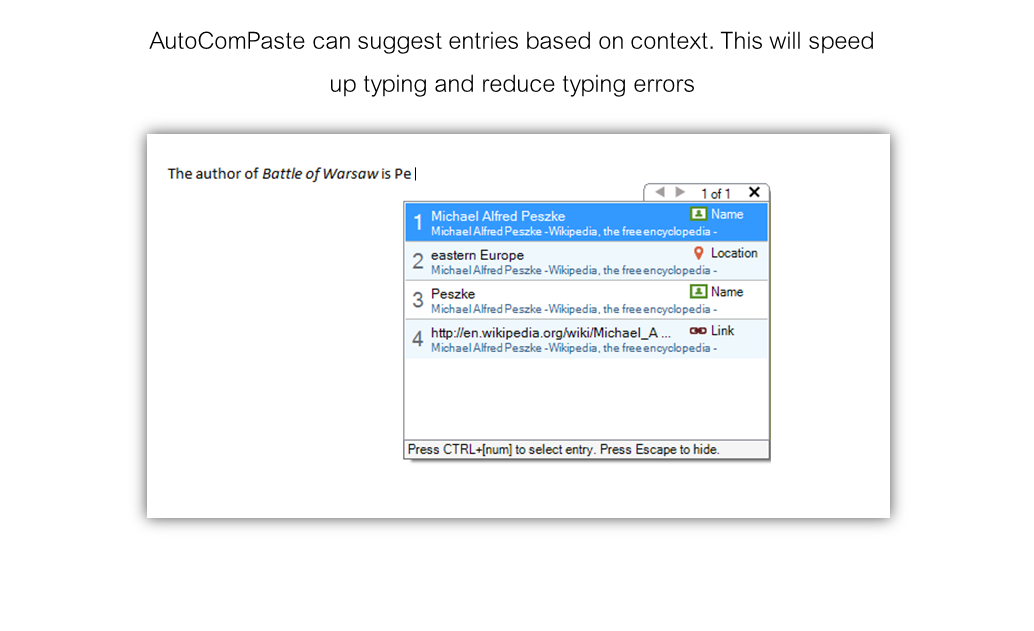 AutoComPaste can suggest entries based on context. This will speed
up typing and reduce typing errors
The author of Battle of Warsaw is Pe
1 of 1
1 Michael Alfred Peszke Name
Michael Alfred Peszke -Wikipedia, the free encyclopedia -
2 eastern Europe Location
Michael Alfred Peszke -Wikipedia, the free encyclopedia -
3 Peszke Name
Michael Alfred Peszke -Wikipedia, the free encyclopedia -
4 http://en.wikipedia.org/wiki/Michael_A ... Link
Michael Alfred Peszke -Wikipedia, the free encyclopedia -
Press CTRL+[num] to select entry. Press Escape to hide.